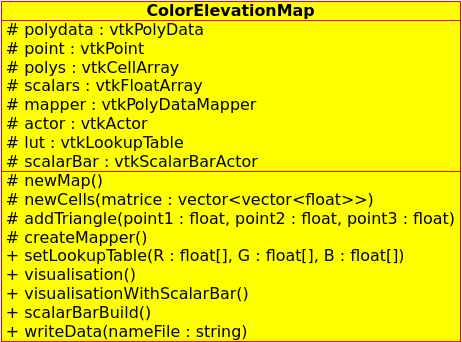 ColorElevationMap
# polydata : vtkPolyData
# point : vtkPoint
# polys : vtkCellArray
# scalars : vtkFloatArray
# mapper : vtkPolyDataMapper
# actor : vtkActor
# lut : vtkLookupTable
# scalarBar : vtkScalarBarActor
# newMap()
# newCells(matrice : vector<vector<float>>)
# addTriangle(point1 : float, point2 : float, point3 : float)
# createMapper()
+ setLookupTable(R : float[], G : float[], B : float[])
+ visualisation()
+ visualisationWithScalarBar()
+ scalarBarBuild()
+ writeData(nameFile : string)